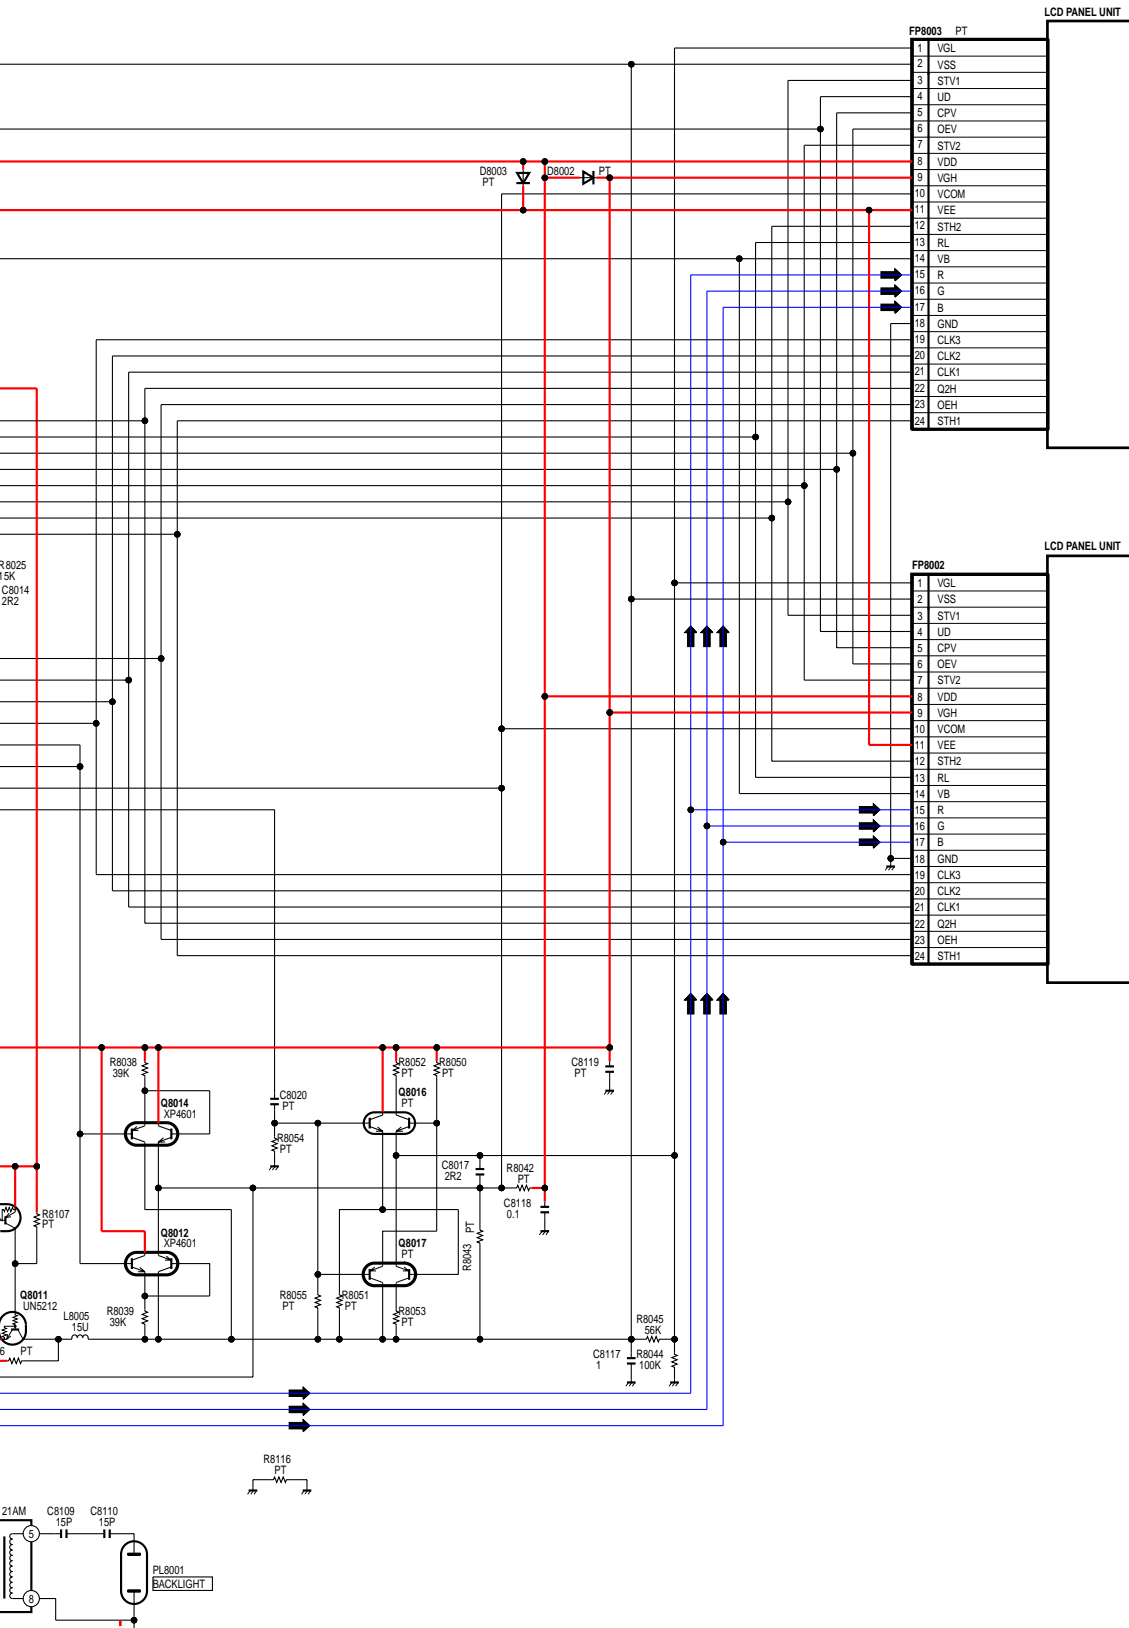 LCD PANEL UNIT
FP8003 PT
1 VGL
2 VSS
3 STV1
4 UD
5 CPV
6 OEV
7 STV2
8 VDD
9 VGH
10 VCOM
11 VEE
12 STH2
13 RL
14 VB
15 R
16 G
17 B
18 GND
19 CLK3
20 CLK2
21 CLK1
22 Q2H
23 OEH
24 STH1
D8003
PT
D8002 PT
R8025
15K
C8014
2R2
LCD PANEL UNIT
FP8002
1 VGL
2 VSS
3 STV1
4 UD
5 CPV
6 OEV
7 STV2
8 VDD
9 VGH
10 VCOM
11 VEE
12 STH2
13 RL
14 VB
15 R
16 G
17 B
18 GND
19 CLK3
20 CLK2
21 CLK1
22 Q2H
23 OEH
24 STH1
R8038
39K
R8052
PT
R8050
PT
C8119
PT
Q8014
XP4601
C8020
PT
Q8016
PT
R8054
PT
C8017
2R2
R8042
PT
C8118
0.1
R8107
PT
Q8012
XP4601
Q8017
PT
R8043 PT
Q8011
UN5212
L8005
15U
R8039
39K
R8055
PT
R8051
PT
R8053
PT
R8045
56K
C8117
1
R8044
100K
6 PT
R8116
PT
21AM
C8109
15P
C8110
15P
5
PL8001
BACKLIGHT
8